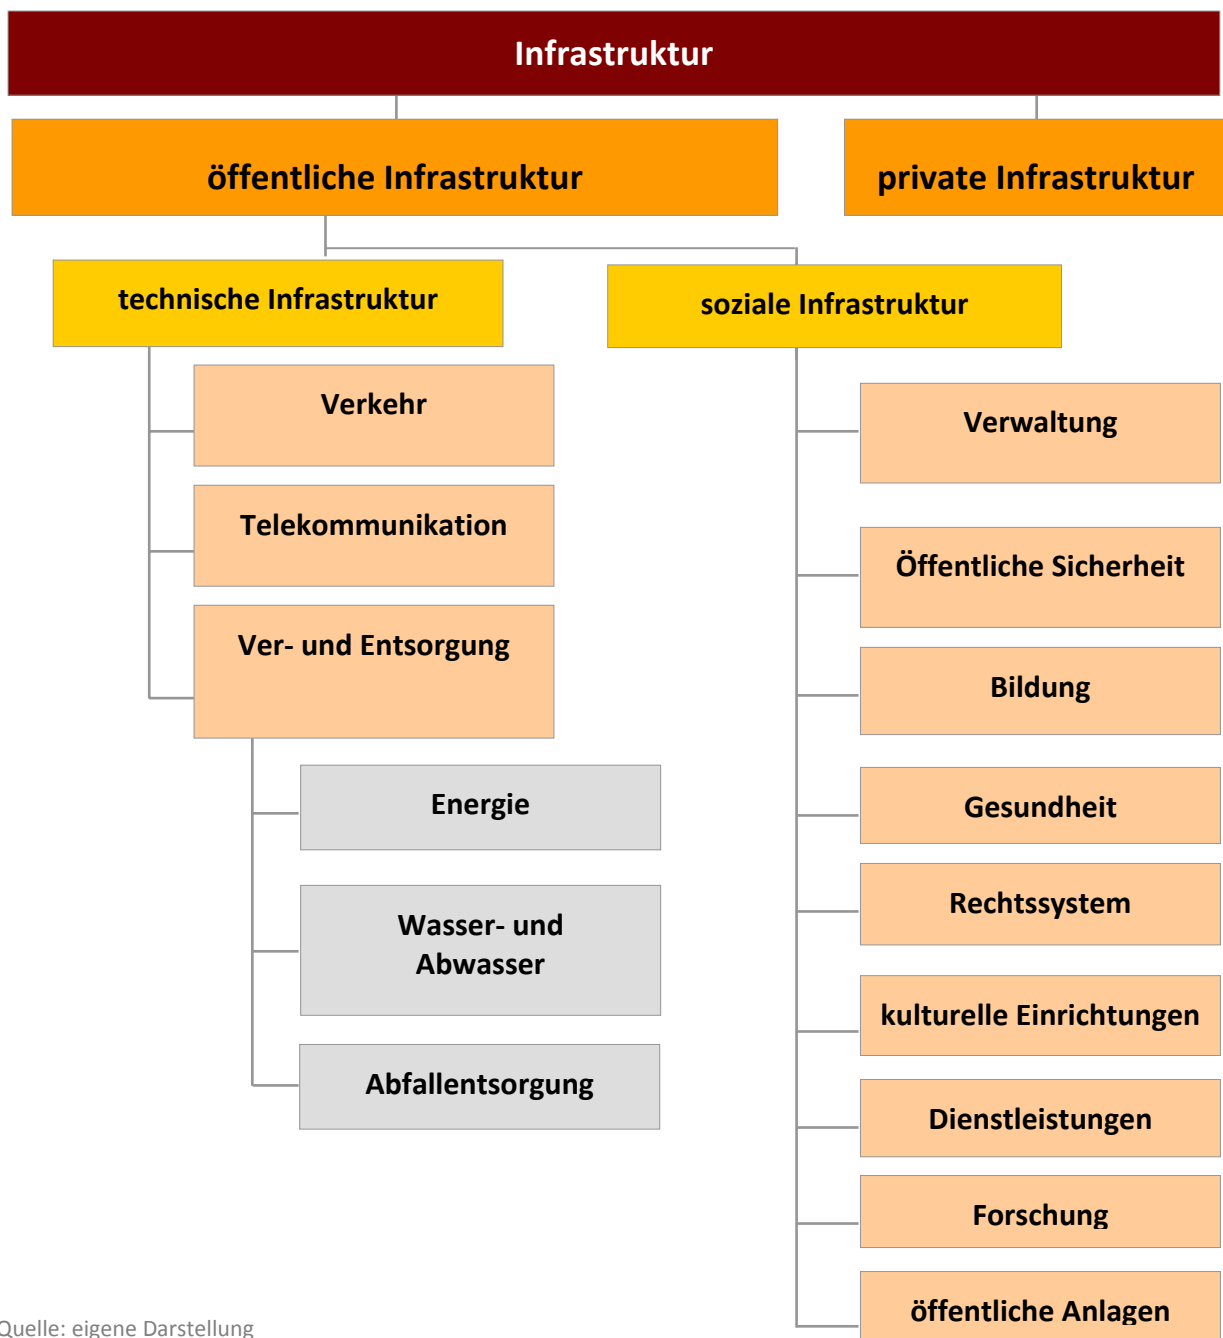 Infrastruktur
öffentliche Infrastruktur
private Infrastruktur
technische Infrastruktur
soziale Infrastruktur
Verkehr
Telekommunikation
Ver- und Entsorgung
Energie
Wasser- und
Abwasser
Abfallentsorgung
Verwaltung
Öffentliche Sicherheit
Bildung
Gesundheit
Rechtssystem
kulturelle Einrichtungen
Dienstleistungen
Forschung
öffentliche Anlagen
Quelle: eigene Darstellung